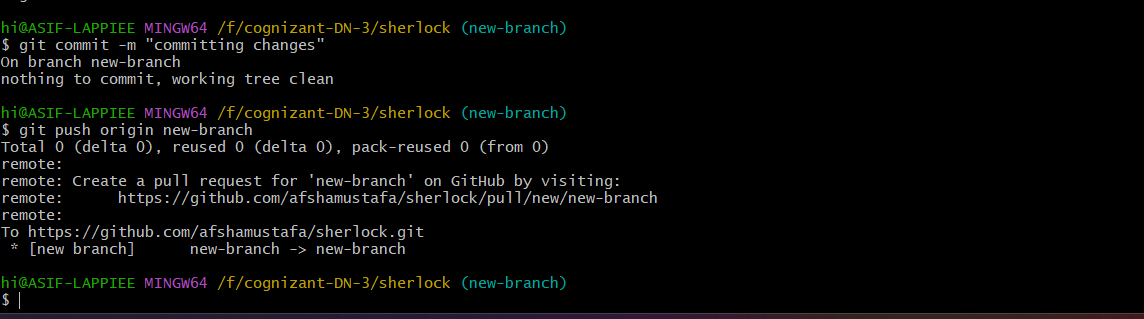 hi@ASIF-LAPPIEE MINGW64 /f/cognizant-DN-3/sherlock (new-branch)
$ git commit -m "committing changes"
On branch new-branch
nothing to commit, working tree clean
hi@ASIF-LAPPIEE MINGW64 /f/cognizant-DN-3/sherlock (new-branch)
$ git push origin new-branch
Total 0 (delta 0), reused 0 (delta 0), pack-reused 0 (from 0)
remote:
remote: Create a pull request for 'new-branch' on GitHub by visiting:
remote:      https://github.com/afshamustafa/sherlock/pull/new/new-branch
remote:
To https://github.com/afshamustafa/sherlock.git
 * [new branch]      new-branch -> new-branch
hi@ASIF-LAPPIEE MINGW64 /f/cognizant-DN-3/sherlock (new-branch)
$